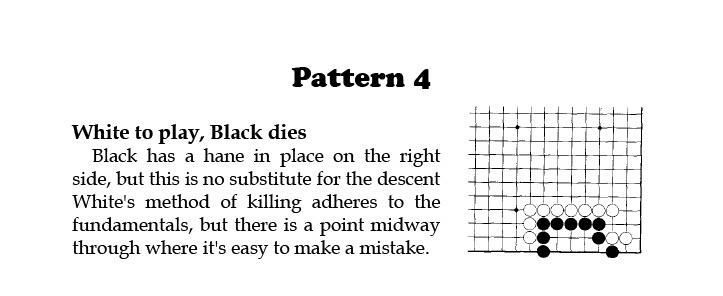 Pattern 4
White to play, Black dies
Black has a hane in place on the right
side, but this is no substitute for the descent
White's method of killing adheres to the
fundamentals, but there is a point midway
through where it's easy to make a mistake.